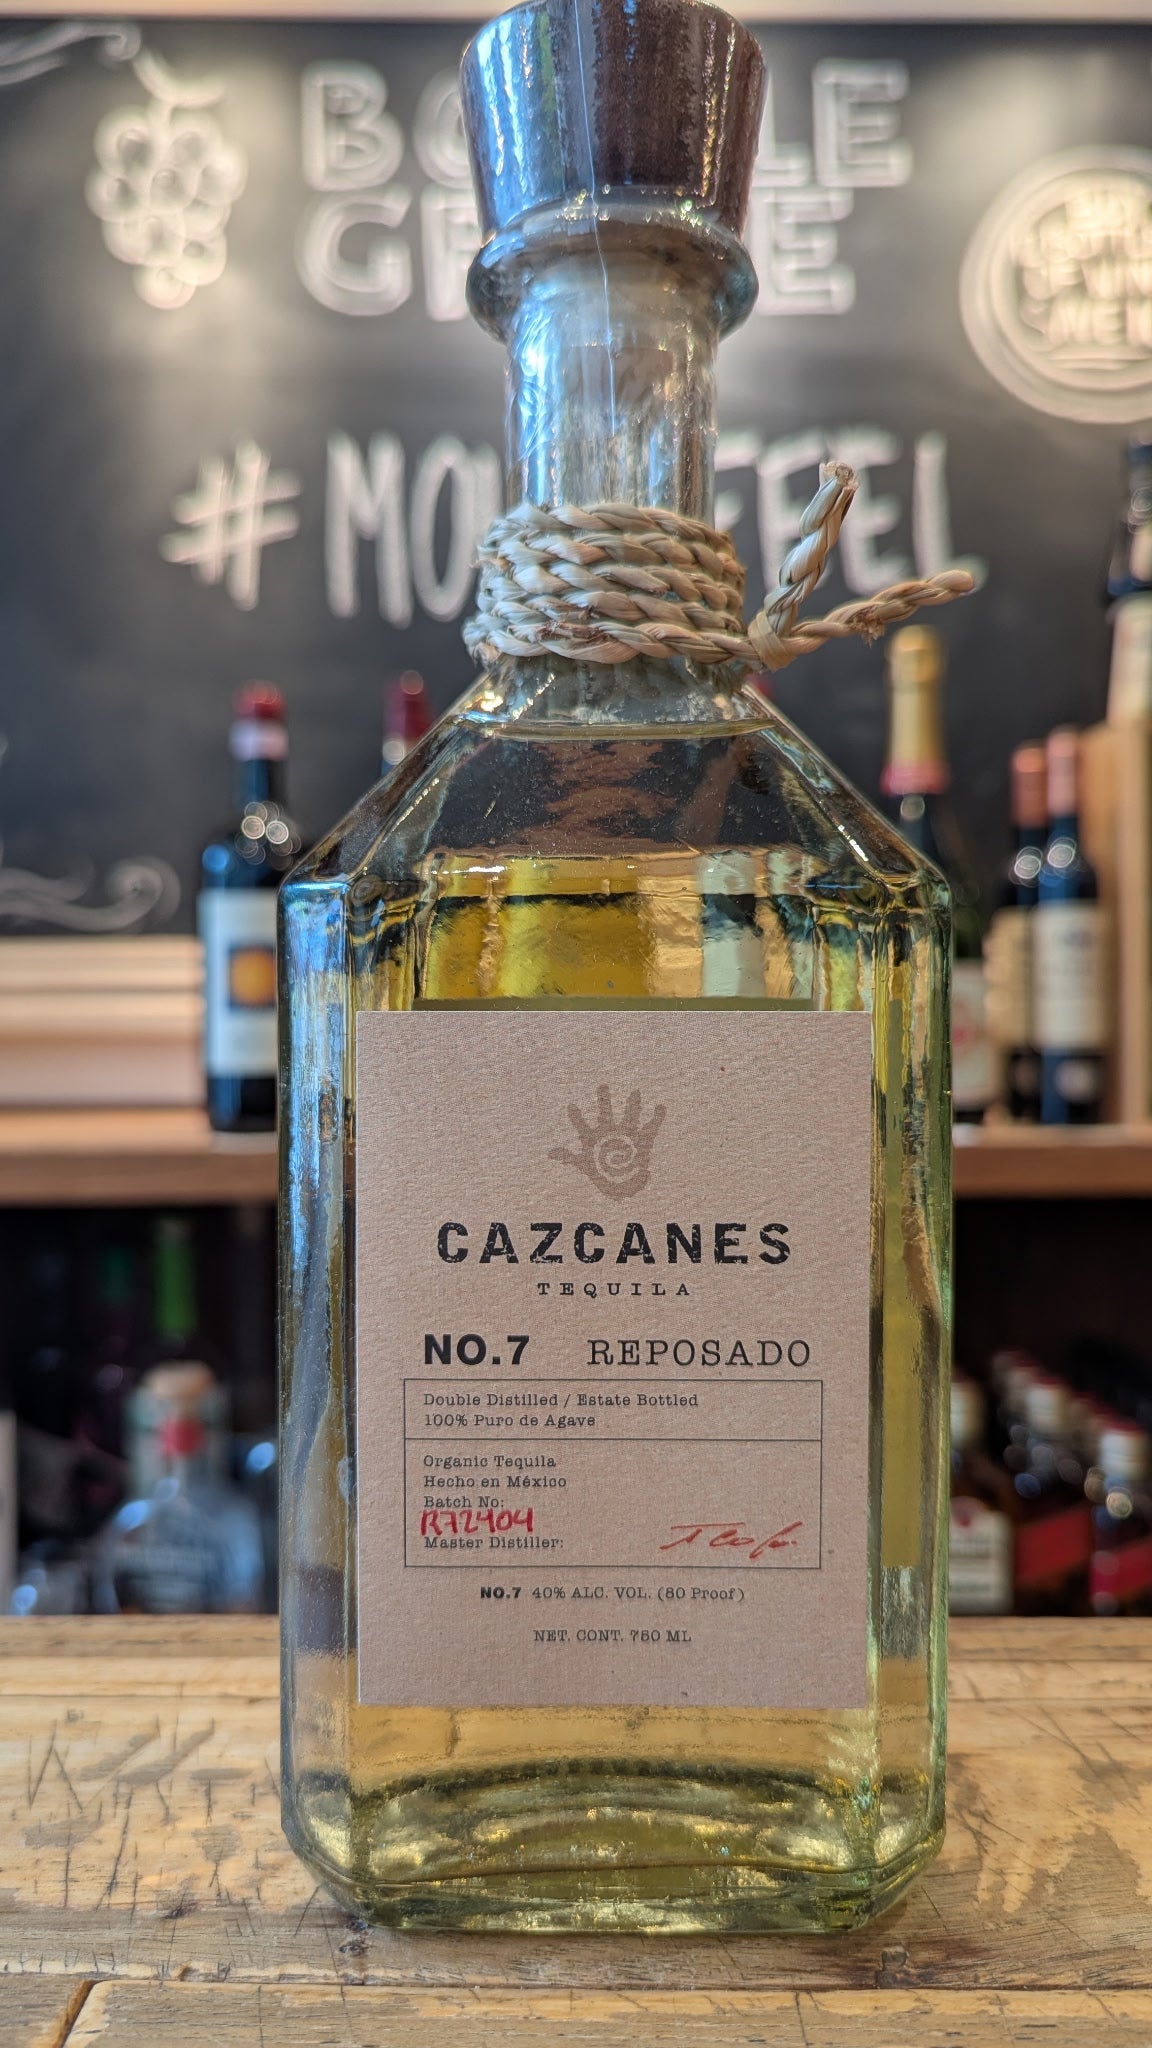 #
CAZCANES
TEQUILA
NO.7 REPOSADO
Double Distilled / Estate Bottled
100% Puro de Agave
Organic Tequila
Hecho en México
Batch No:
R72404
Master Distiller:
NO.7 40% ALC. VOL. (80 Proof)
NET. CONT. 750 ML